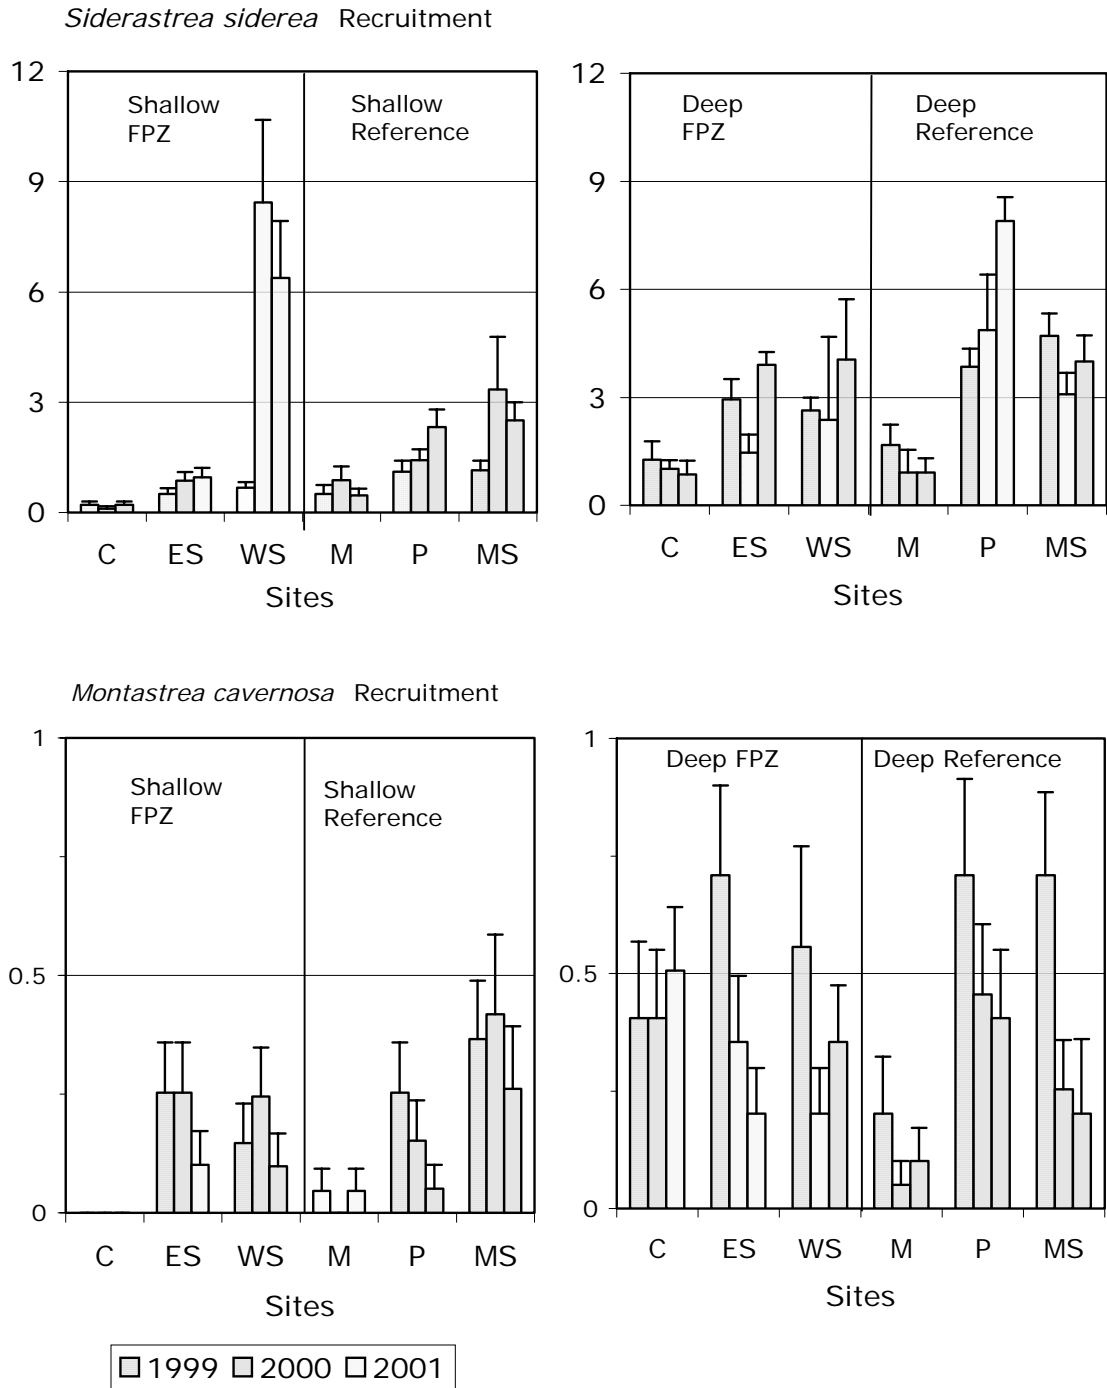 Siderastrea siderea Recruitment
12
9
6
3
0
Shallow
FPZ
Shallow
Reference
C ES WS M P MS
Sites
12
9
6
3
0
Deep
FPZ
Deep
Reference
C ES WS M P MS
Sites
Montastrea cavernosa Recruitment
1
0.5
0
Shallow
FPZ
Shallow
Reference
C ES WS M P MS
Sites
1
0.5
0
Deep FPZ
Deep Reference
C ES WS M P MS
Sites
1999 2000 2001